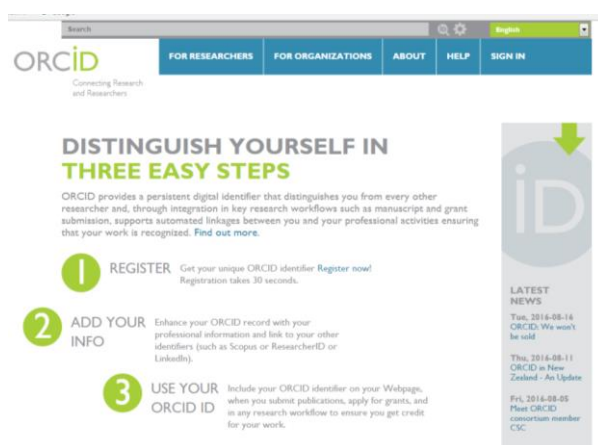 Search
English
ORCID
FOR RESEARCHERS FOR ORGANIZATIONS ABOUT HELP SIGN IN
Connecting Research
and Researchers
DISTINGUISH YOURSELF IN
THREE EASY STEPS
ORCID provides a persistent digital identifier that distinguishes you from every other
researcher and, through integration in key research workflows such as manuscript and grant
submission, supports automated linkages between you and your professional activities ensuring
that your work is recognized. Find out more.
1 REGISTER Get your unique ORCID identifier Register now!
Registration takes 30 seconds.
2 ADD YOUR INFO
Enhance your ORCID record with your
professional information and link to your other
identifiers (such as Scopus or ResearcherID or
LinkedIn).
3 USE YOUR ORCID ID
Include your ORCID identifier on your Webpage,
when you submit publications, apply for grants, and
in any research workflow to ensure you get credit
for your work.
iD
LATEST
NEWS
Tue, 2016-08-16
ORCID: We won't
be sold
Thu, 2016-08-11
ORCID in New
Zealand - An Update
Fri, 2016-08-05
Meet ORCID
consortium member
CSC